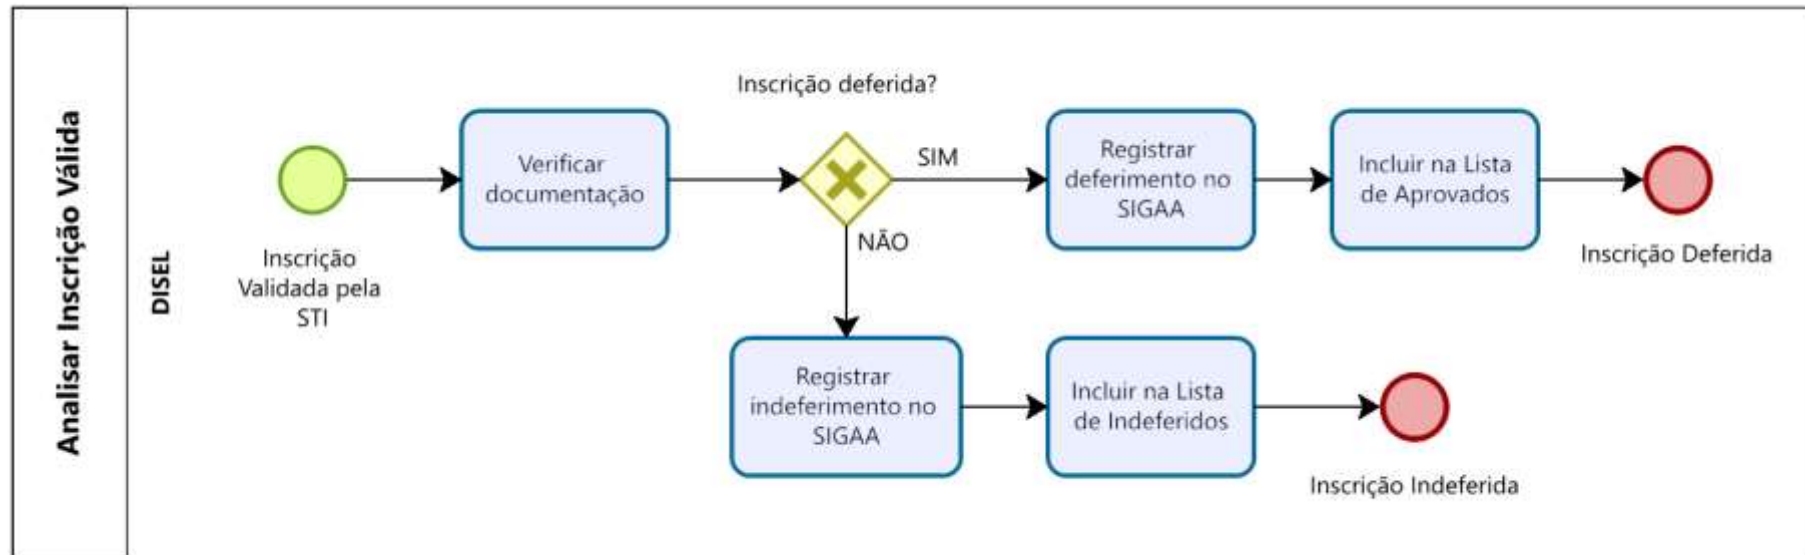 Analisar Inscrição Válida
DISEL
Inscrição
Validada pela
STI
Verificar
documentação
Inscrição deferida?
SIM
NÃO
Registrar
deferimento no
SIGAA
Incluir na Lista
de Aprovados
Inscrição Deferida
Registrar
indeferimento no
SIGAA
Incluir na Lista
de Indeferidos
Inscrição Indeferida